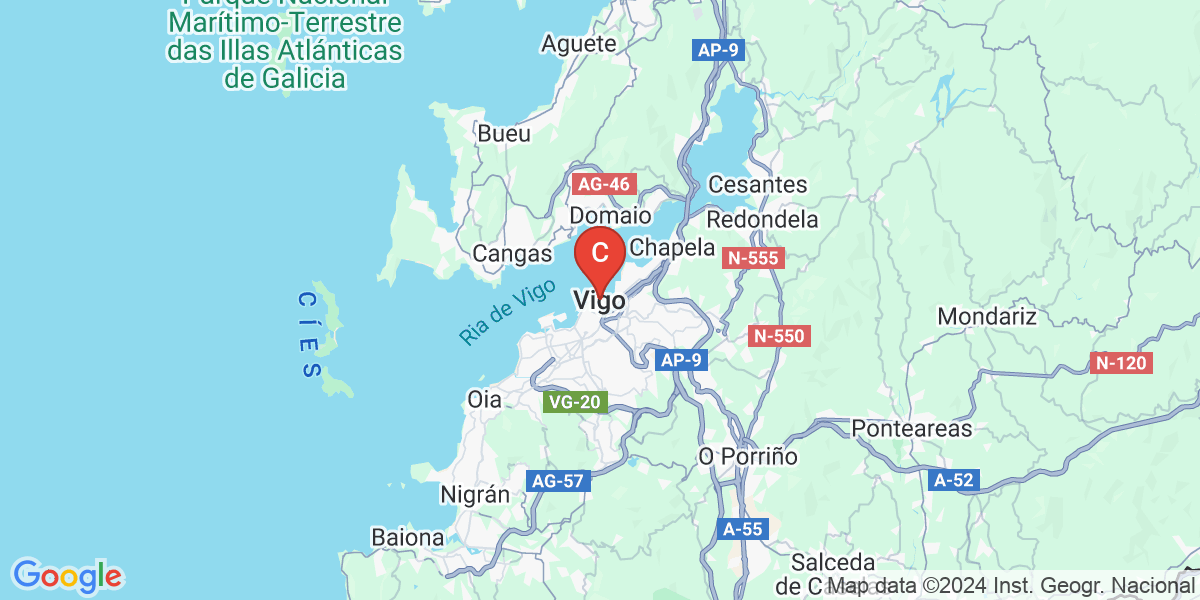 Parque Nacional
Marítimo-Terrestre
das Illas Atlánticas
de Galicia
Aguete
AP-9
Bueu
AG-46
Cesantes
Domaio
Redondela
Cangas
C
Chapela
N-555
Ria de Vigo
Vigo
CíES
Mondariz
N-550
AP-9
N-120
Oia
VG-20
Ponteareas
O Porriño
AG-57
A-52
Nigrán
A-55
Baiona
Salceda
de C
Google
Map data ©2024 Inst. Geogr. Nacional